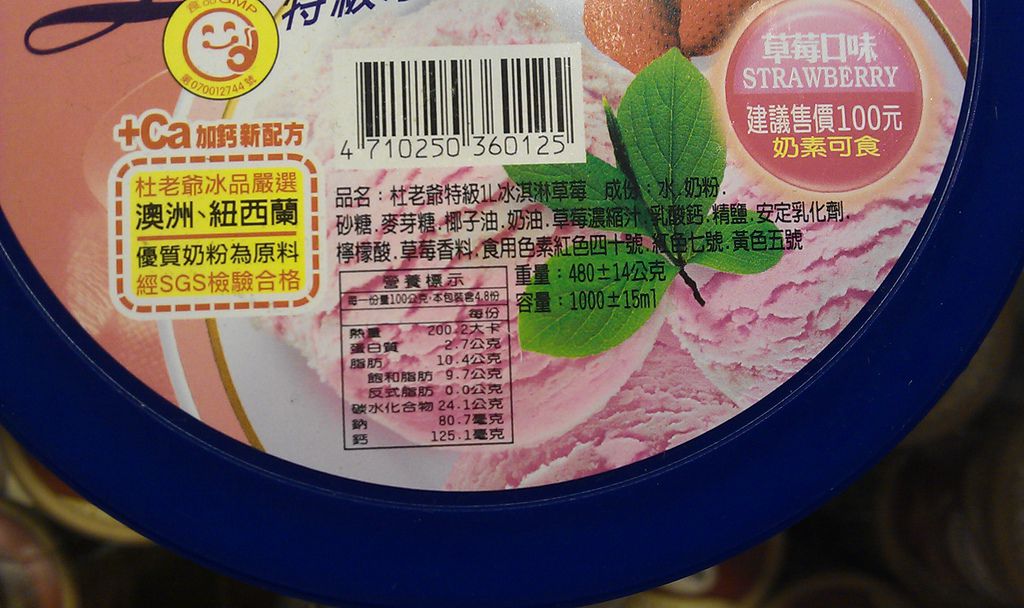 食品GMP
第070012744號
特級
草莓口味
STRAWBERRY
建議售價100元
奶素可食
4 710250 360125
+Ca加鈣新配方
杜老爺冰品嚴選
澳洲、紐西蘭
優質奶粉為原料
經SGS檢驗合格
品名：杜老爺特級1L冰淇淋草莓 成份：水.奶粉.
砂糖.麥芽糖.椰子油.奶油.草莓濃縮汁.乳酸鈣.精鹽.安定乳化劑.
檸檬酸.草莓香料.食用色素紅色四十號.紅色七號.黃色五號
重量：480±14公克
容量：1000±15ml
營養標示
每一份量100公克‧本包裝含4.8份
每份
熱量 200.2大卡
蛋白質 2.7公克
脂肪 10.4公克
飽和脂肪 9.7公克
反式脂肪 0.0公克
碳水化合物 24.1公克
鈉 80.7毫克
鈣 125.1毫克